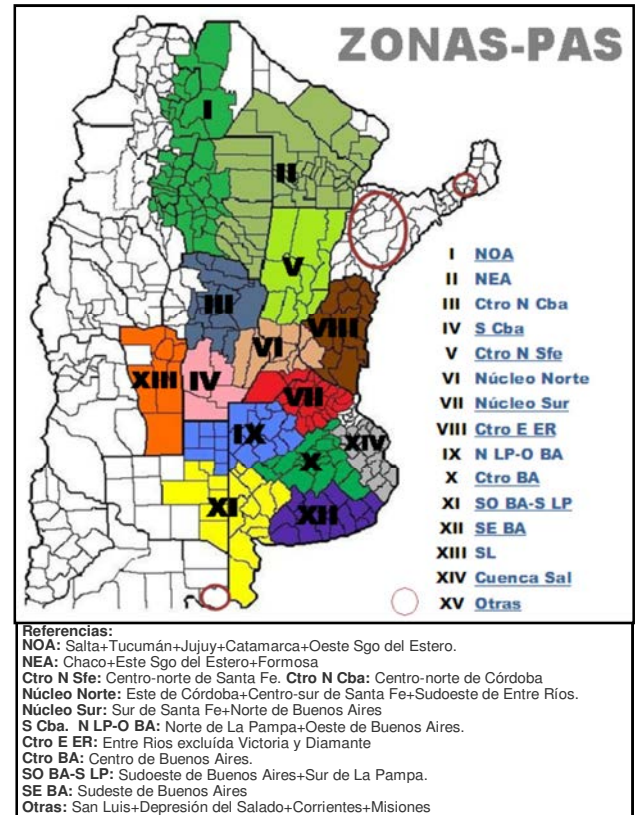 ZONAS-PAS
I
II
III
IV
V
VI
VII
VIII
IX
X
XI
XII
XIII
XIV
I NOA
II NEA
III Ctro N Cba
IV S Cba
V Ctro N Sfe
VI Núcleo Norte
VII Núcleo Sur
VIII Ctro E ER
IX N LP-O BA
X Ctro BA
XI SO BA-S LP
XII SE BA
XIII SL
XIV Cuenca Sal
XV Otras
Referencias:
NOA: Salta+Tucumán+Jujuy+Catamarca+Oeste Sgo del Estero.
NEA: Chaco+Este Sgo del Estero+Formosa
Ctro N Sfe: Centro-norte de Santa Fe. Ctro N Cba: Centro-norte de Córdoba
Núcleo Norte: Este de Córdoba+Centro-sur de Santa Fe+Sudoeste de Entre Ríos.
Núcleo Sur: Sur de Santa Fe+Norte de Buenos Aires
S Cba. N LP-O BA: Norte de La Pampa+Oeste de Buenos Aires.
Ctro E ER: Entre Rios excluída Victoria y Diamante
Ctro BA: Centro de Buenos Aires.
SO BA-S LP: Sudoeste de Buenos Aires+Sur de La Pampa.
SE BA: Sudeste de Buenos Aires
Otras: San Luis+Depresión del Salado+Corrientes+Misiones